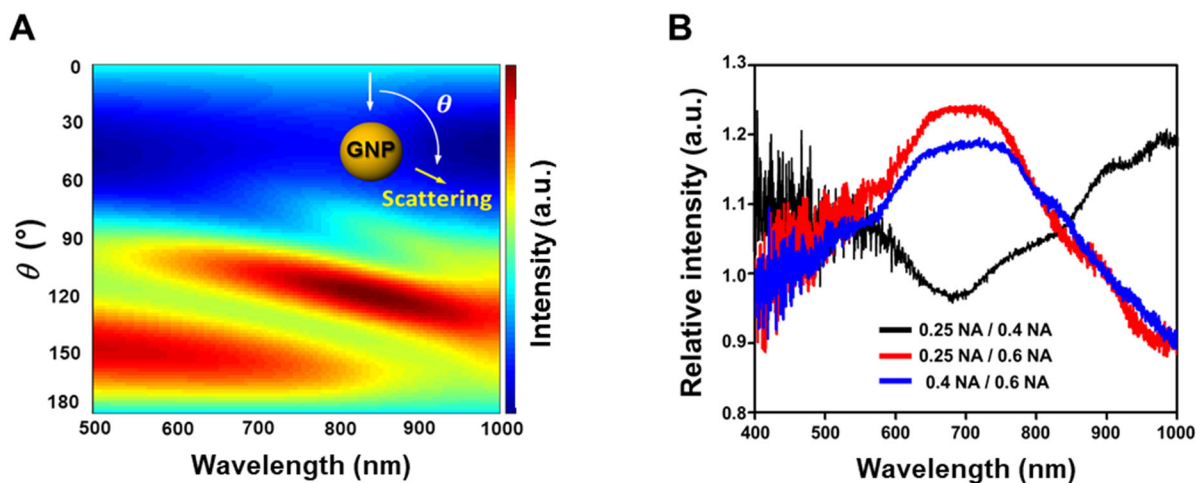 A
0
30
60
90
120
150
180
θ (°)
500 600 700 800 900 1000
Wavelength (nm)
GNP
θ
Scattering
Intensity (a.u.)
B
1.3
1.2
1.1
1.0
0.9
0.8
Relative intensity (a.u.)
0.25 NA / 0.4 NA
0.25 NA / 0.6 NA
0.4 NA / 0.6 NA
400 500 600 700 800 900 1000
Wavelength (nm)